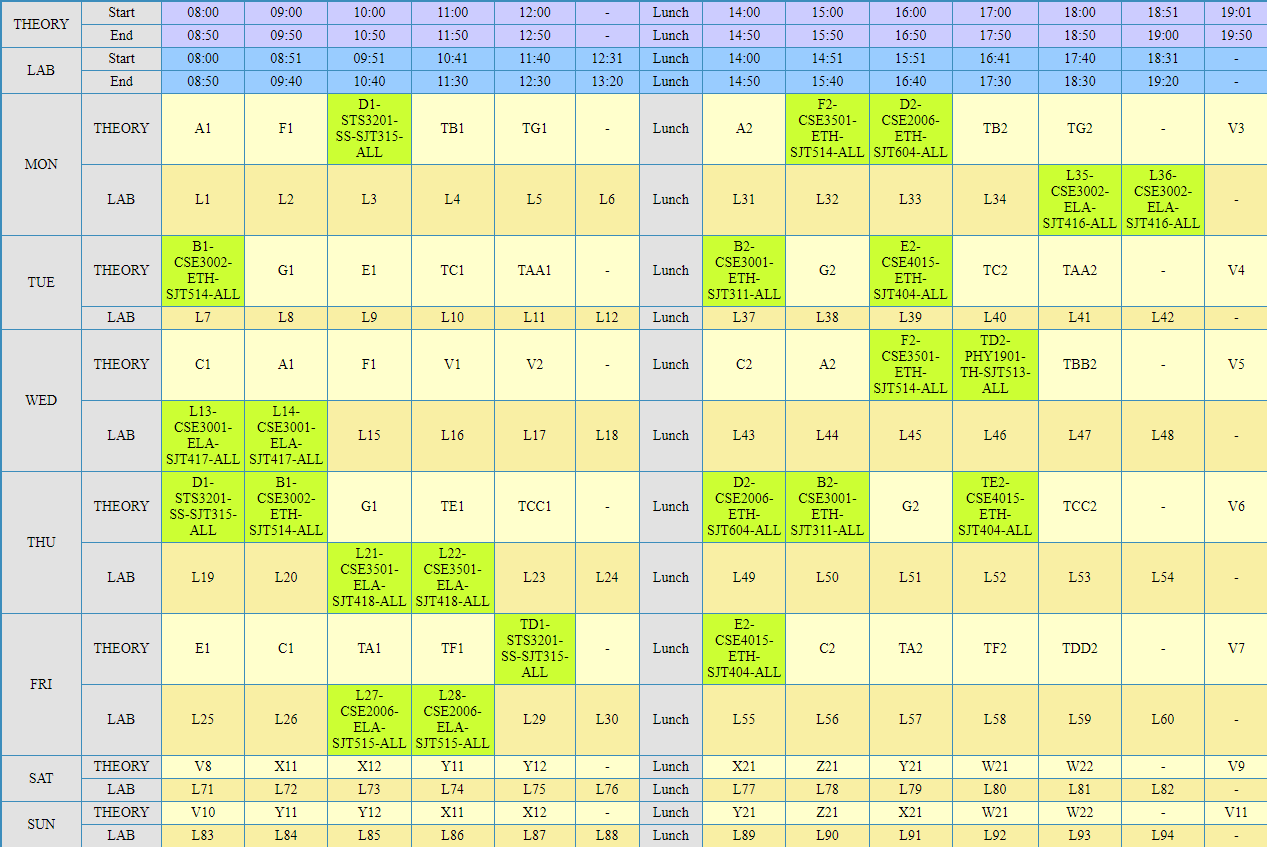 THEORY Start 08:00 09:00 10:00 11:00 12:00 - Lunch 14:00 15:00 16:00 17:00 18:00 18:51 19:01
End 08:50 09:50 10:50 11:50 12:50 - Lunch 14:50 15:50 16:50 17:50 18:50 19:00 19:50
LAB Start 08:00 08:51 09:51 10:41 11:40 12:31 Lunch 14:00 14:51 15:51 16:41 17:40 18:31 -
End 08:50 09:40 10:40 11:30 12:30 13:20 Lunch 14:50 15:40 16:40 17:30 18:30 19:20 -
MON THEORY A1 F1 D1-STS3201-SS-SJT315-ALL TB1 TG1 - Lunch A2 F2-CSE3501-ETH-SJT514-ALL D2-CSE2006-ETH-SJT604-ALL TB2 TG2 - V3
LAB L1 L2 L3 L4 L5 L6 Lunch L31 L32 L33 L34 L35-CSE3002-ELA-SJT416-ALL L36-CSE3002-ELA-SJT416-ALL -
TUE THEORY B1-CSE3002-ETH-SJT514-ALL G1 E1 TC1 TAA1 - Lunch B2-CSE3001-ETH-SJT311-ALL G2 E2-CSE4015-ETH-SJT404-ALL TC2 TAA2 - V4
LAB L7 L8 L9 L10 L11 L12 Lunch L37 L38 L39 L40 L41 L42 -
WED THEORY C1 A1 F1 V1 V2 - Lunch C2 A2 F2-CSE3501-ETH-SJT514-ALL TD2-PHY1901-TH-SJT513-ALL TBB2 - V5
LAB L13-CSE3001-ELA-SJT417-ALL L14-CSE3001-ELA-SJT417-ALL L15 L16 L17 L18 Lunch L43 L44 L45 L46 L47 L48 -
THU THEORY D1-STS3201-SS-SJT315-ALL B1-CSE3002-ETH-SJT514-ALL G1 TE1 TCC1 - Lunch D2-CSE2006-ETH-SJT604-ALL B2-CSE3001-ETH-SJT311-ALL G2 TE2-CSE4015-ETH-SJT404-ALL TCC2 - V6
LAB L19 L20 L21-CSE3501-ELA-SJT418-ALL L22-CSE3501-ELA-SJT418-ALL L23 L24 Lunch L49 L50 L51 L52 L53 L54 -
FRI THEORY E1 C1 TA1 TF1 TD1-STS3201-SS-SJT315-ALL - Lunch E2-CSE4015-ETH-SJT404-ALL C2 TA2 TF2 TDD2 - V7
LAB L25 L26 L27-CSE2006-ELA-SJT515-ALL L28-CSE2006-ELA-SJT515-ALL L29 L30 Lunch L55 L56 L57 L58 L59 L60 -
SAT THEORY V8 X11 X12 Y11 Y12 - Lunch X21 Z21 Y21 W21 W22 - V9
LAB L71 L72 L73 L74 L75 L76 Lunch L77 L78 L79 L80 L81 L82 -
SUN THEORY V10 Y11 Y12 X11 X12 - Lunch Y21 Z21 X21 W21 W22 - V11
LAB L83 L84 L85 L86 L87 L88 Lunch L89 L90 L91 L92 L93 L94 -